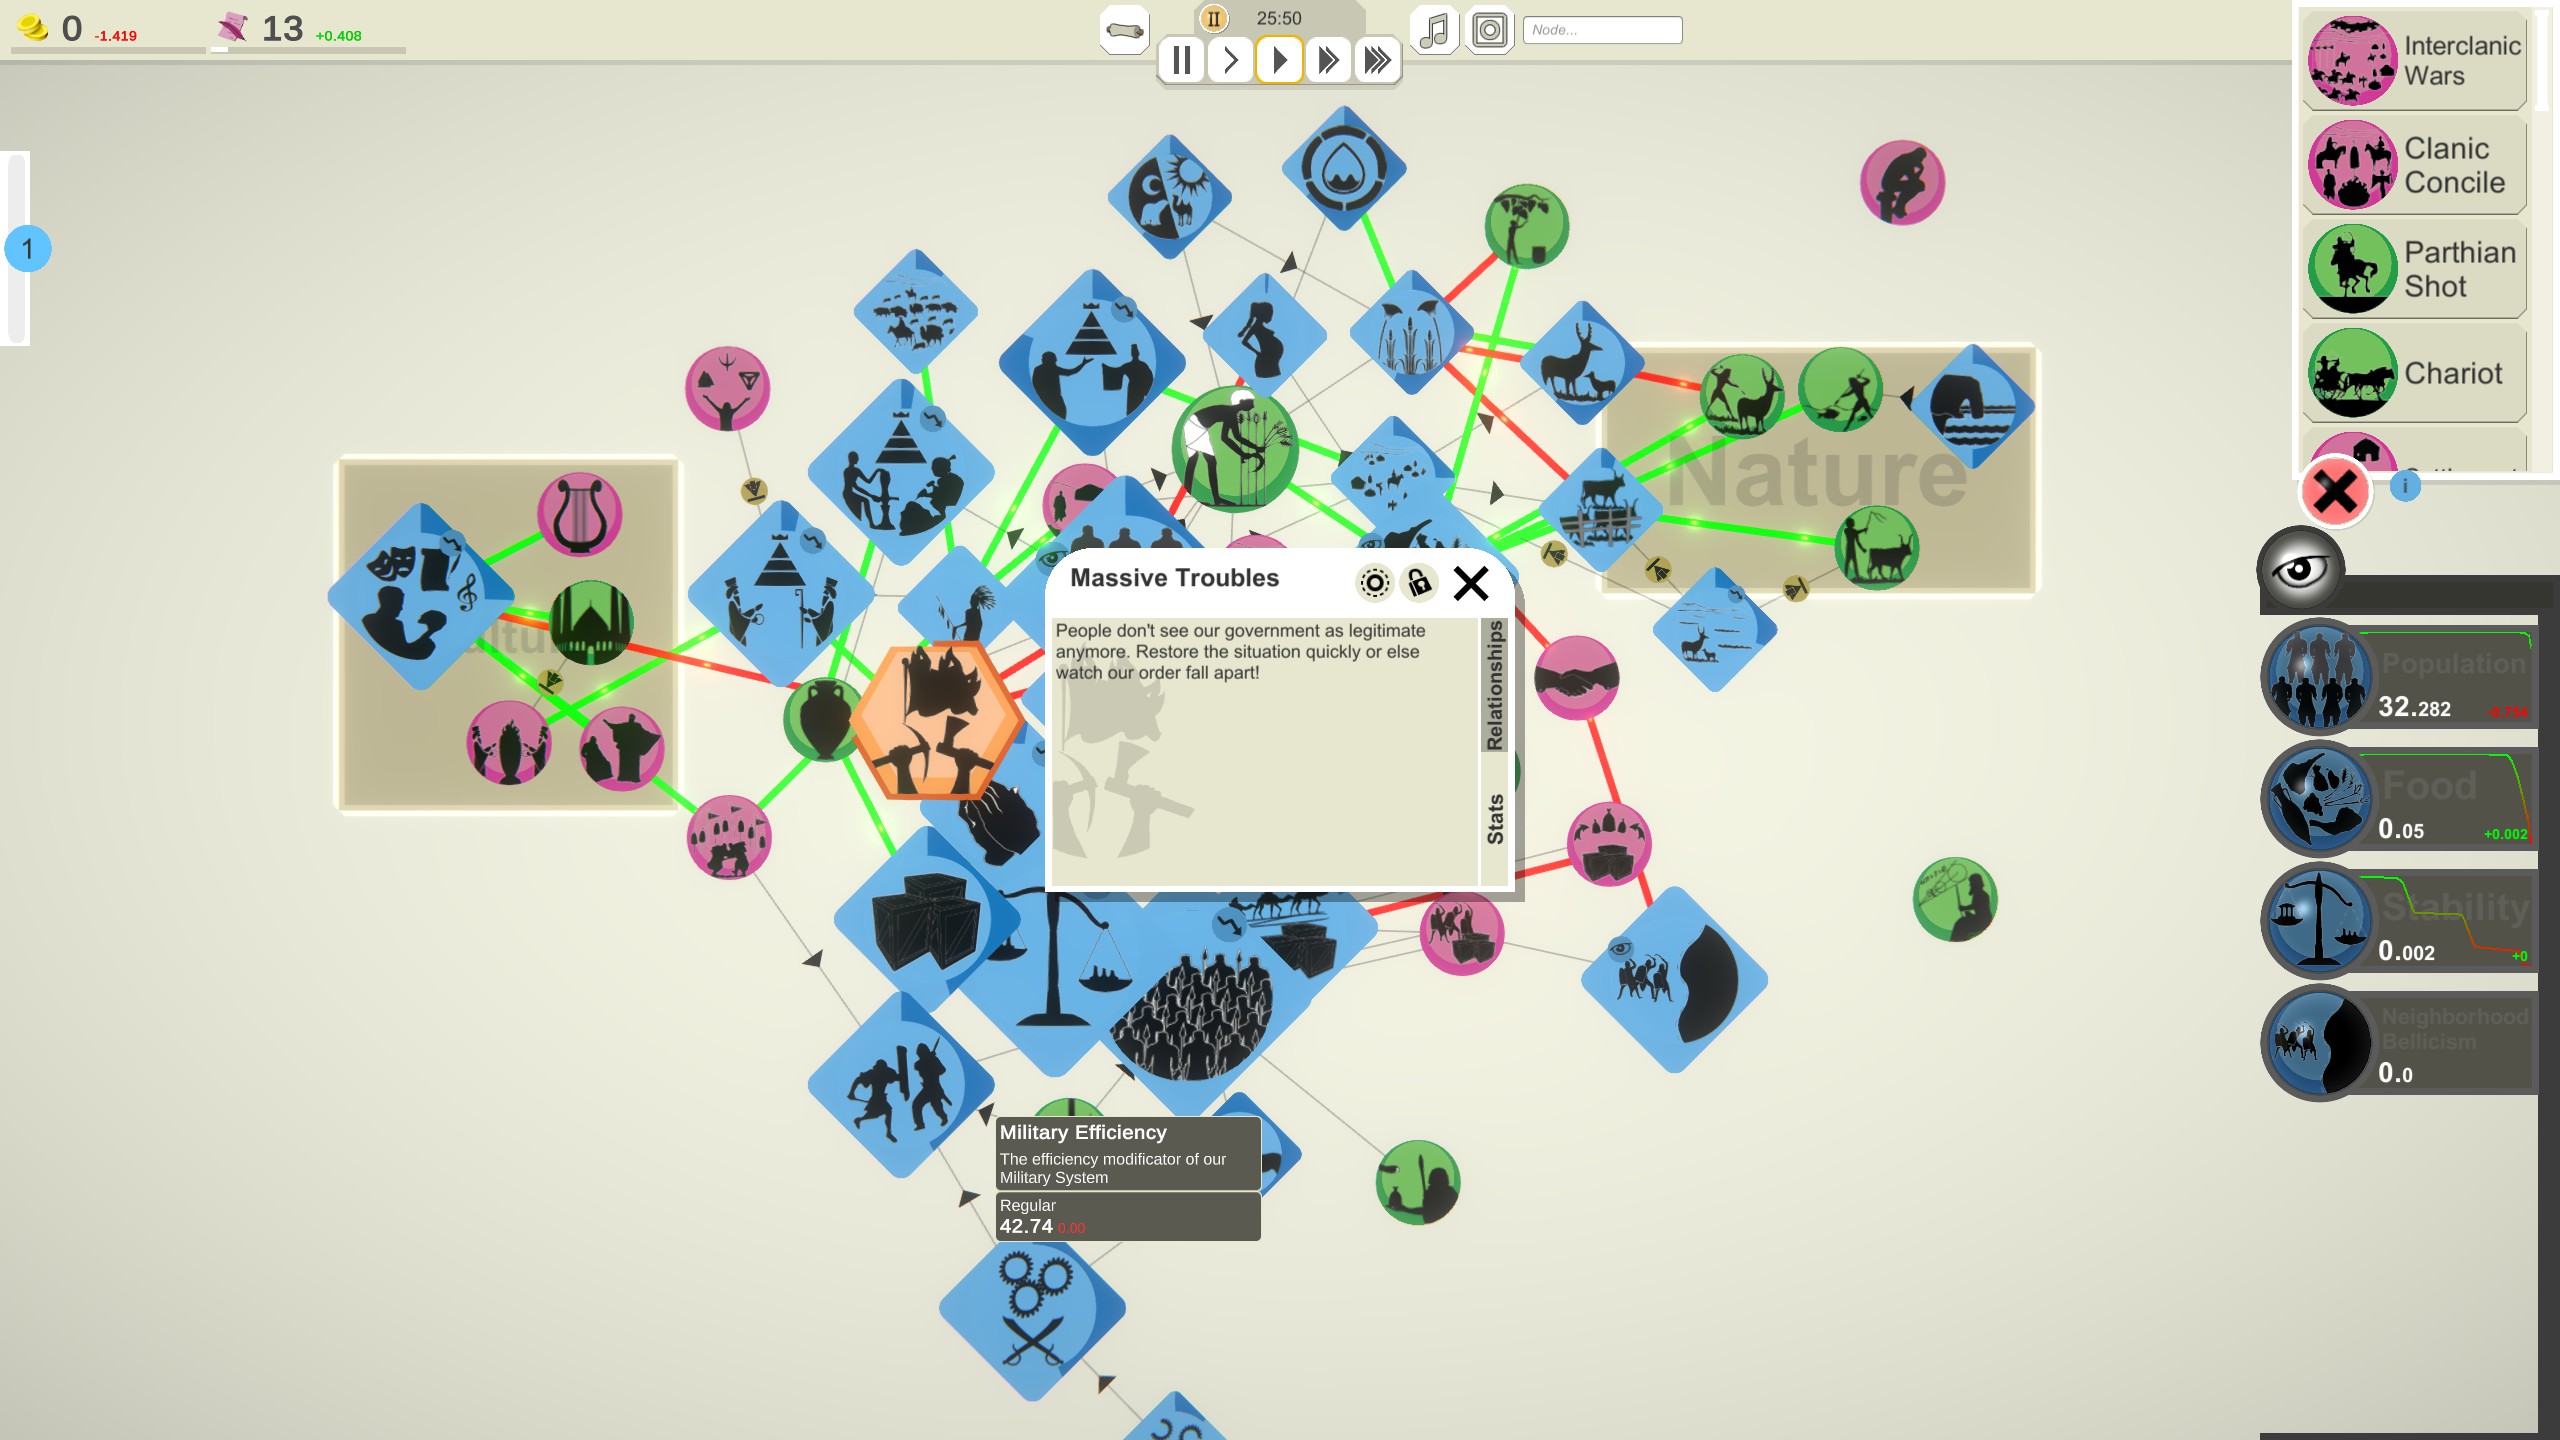 0 -1.419
13 +0.408
II 25:50
Node...
Interclanic
Wars
Clanic
Concile
Parthian
Shot
Chariot
1
i
Nature
Massive Troubles
People don't see our government as legitimate
anymore. Restore the situation quickly or else
watch our order fall apart!
Relationships
Stats
Population
32.282
Food
0.05 +0.002
Stability
0.002 +0
Neighborhood
Bellicism
0.0
Military Efficiency
The efficiency modificator of our
Military System
Regular
42.74 0.00